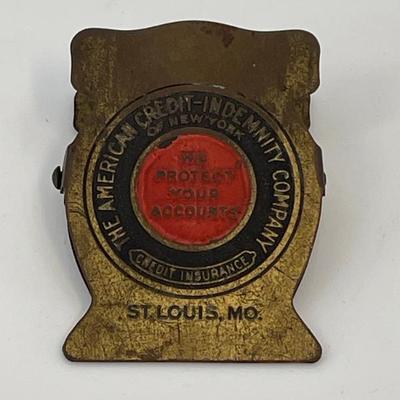 THE AMERICAN CREDIT-INDEMNITY COMPANY
OF NEW YORK
WE
PROTECT
YOUR
ACCOUNTS
CREDIT INSURANCE
ST. LOUIS, MO.